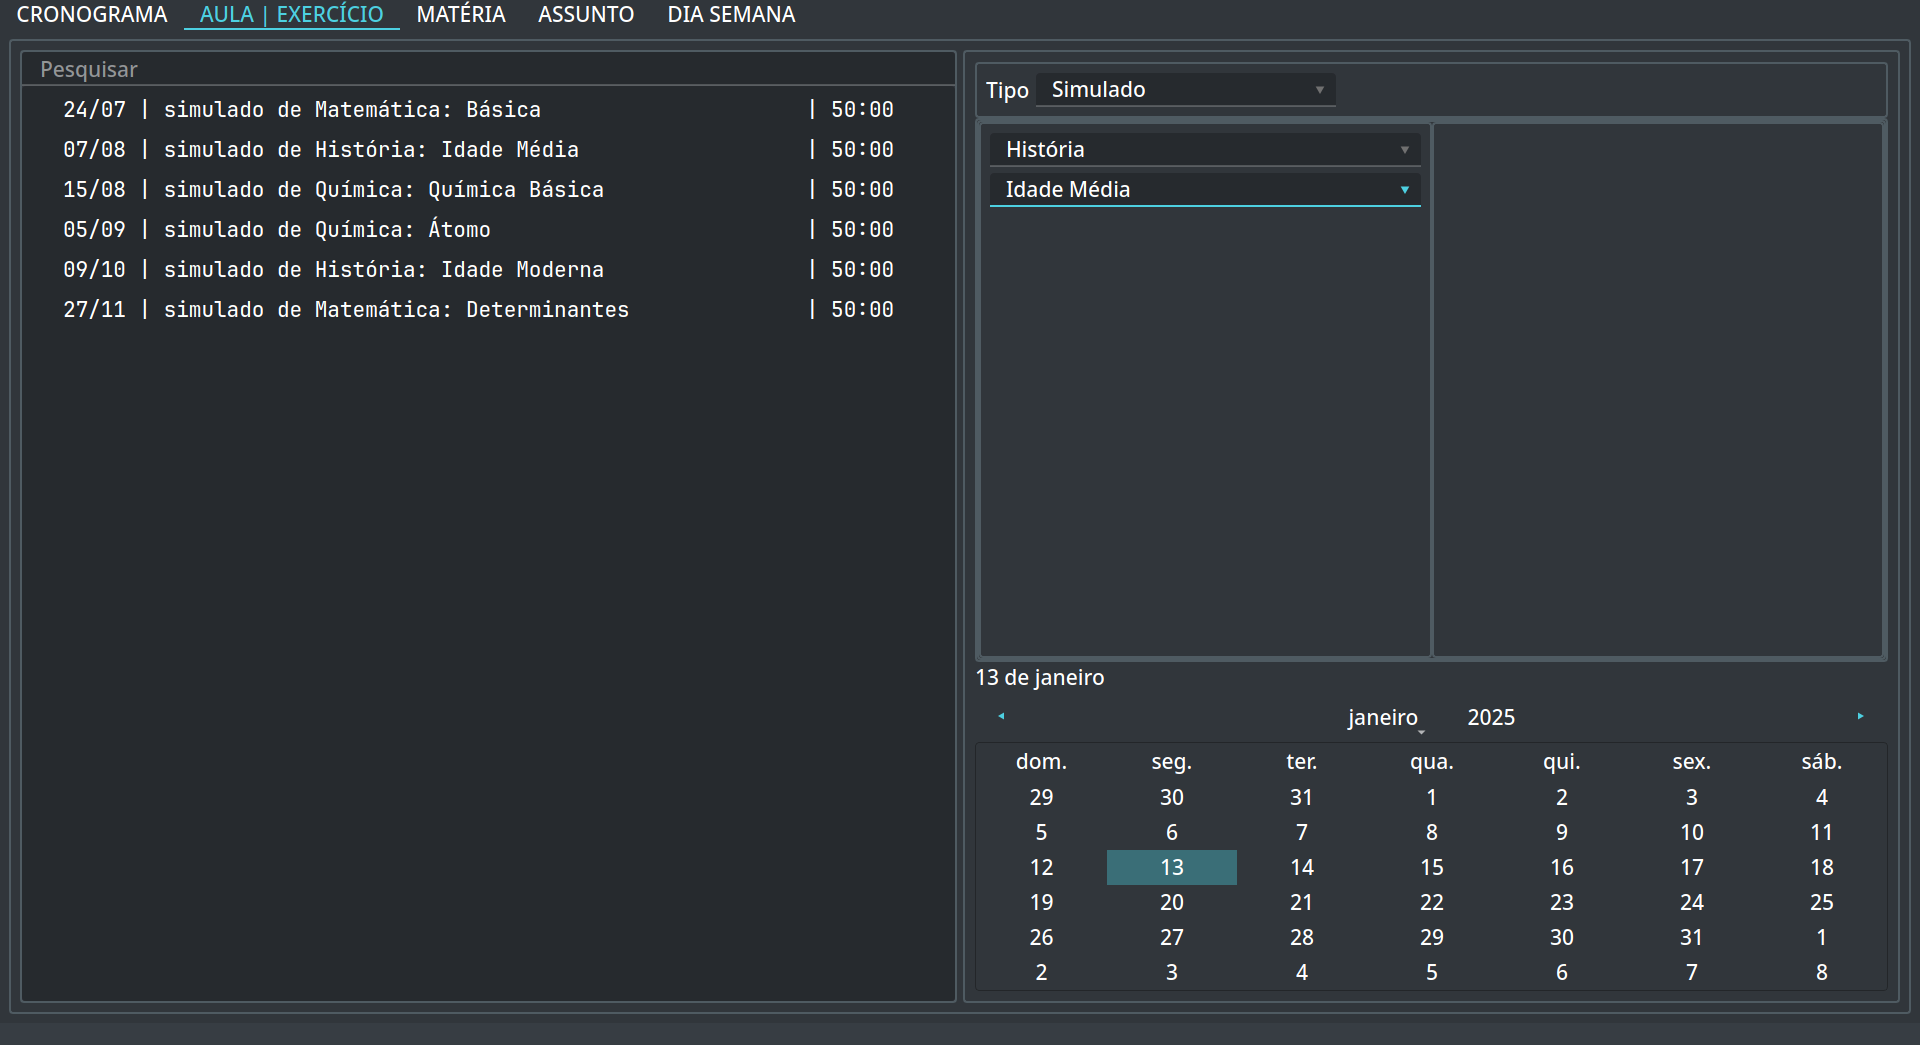 CRONOGRAMA AULA | EXERCÍCIO MATÉRIA ASSUNTO DIA SEMANA
Pesquisar
24/07 | simulado de Matemática: Básica | 50:00
07/08 | simulado de História: Idade Média | 50:00
15/08 | simulado de Química: Química Básica | 50:00
05/09 | simulado de Química: Átomo | 50:00
09/10 | simulado de História: Idade Moderna | 50:00
27/11 | simulado de Matemática: Determinantes | 50:00
Tipo Simulado
História
Idade Média
13 de janeiro
janeiro 2025
dom. seg. ter. qua. qui. sex. sáb.
29 30 31 1 2 3 4
5 6 7 8 9 10 11
12 13 14 15 16 17 18
19 20 21 22 23 24 25
26 27 28 29 30 31 1
2 3 4 5 6 7 8